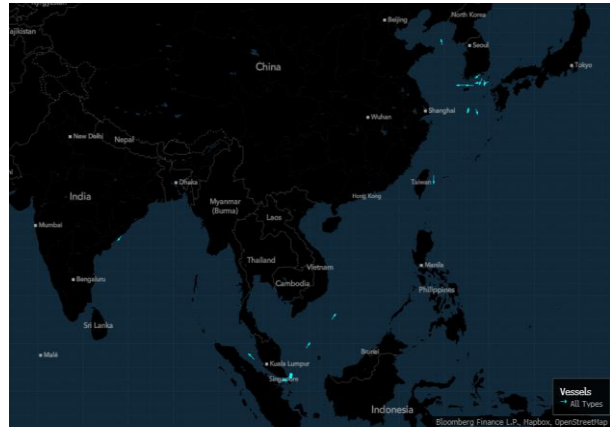 Kyrgyzstan
North Korea
Beijing
Tajikistan
Seoul
Tokyo
China
Shanghai
Wuhan
New Delhi
Nepal
Dhaka
Taiwan
India
Myanmar
(Burma)
Hong Kong
Laos
Mumbai
Thailand
Vietnam
Manila
Bengaluru
Cambodia
Philippines
Sri Lanka
Malé
Brunei
Kuala Lumpur
Singapore
Indonesia
Vessels
All Types
Bloomberg Finance L.P., Mapbox, OpenStreetMap